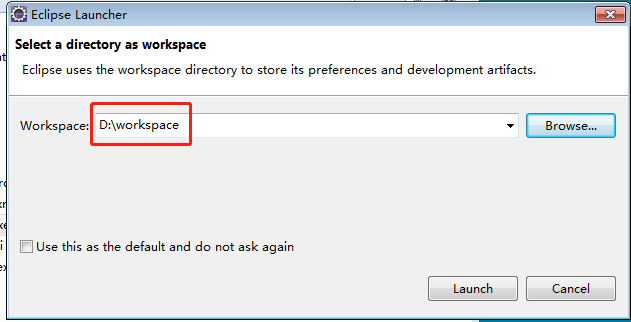 Eclipse Launcher
Select a directory as workspace
Eclipse uses the workspace directory to store its preferences and development artifacts.
Workspace: D:\workspace Browse...
Use this as the default and do not ask again
Launch Cancel